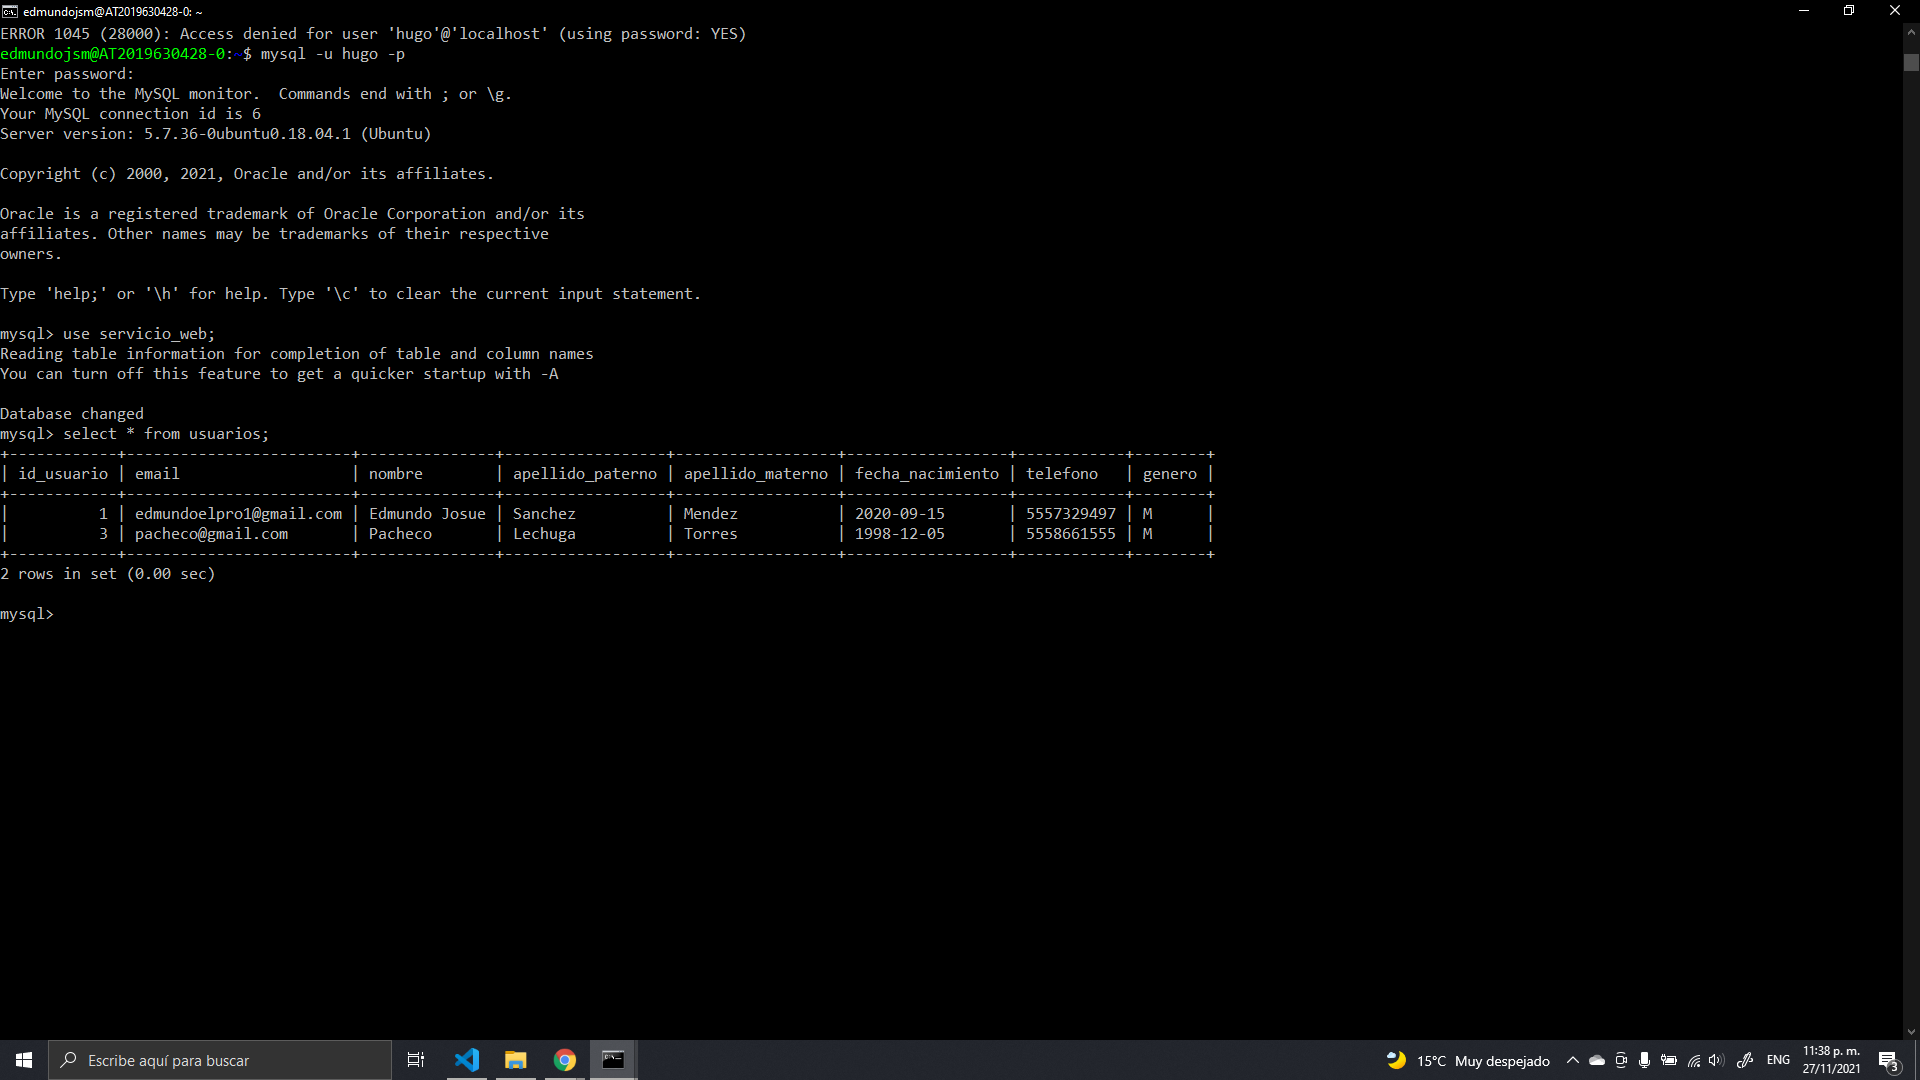 edmundojsm@AT2019630428-0: ~
ERROR 1045 (28000): Access denied for user 'hugo'@'localhost' (using password: YES)
edmundojsm@AT2019630428-0:~$ mysql -u hugo -p
Enter password:
Welcome to the MySQL monitor.  Commands end with ; or \g.
Your MySQL connection id is 6
Server version: 5.7.36-0ubuntu0.18.04.1 (Ubuntu)
Copyright (c) 2000, 2021, Oracle and/or its affiliates.
Oracle is a registered trademark of Oracle Corporation and/or its
affiliates. Other names may be trademarks of their respective
owners.
Type 'help;' or '\h' for help. Type '\c' to clear the current input statement.
mysql> use servicio_web;
Reading table information for completion of table and column names
You can turn off this feature to get a quicker startup with -A
Database changed
mysql> select * from usuarios;
+------------+-------------------------+--------------+------------------+------------------+------------------+------------+--------+
| id_usuario | email                   | nombre       | apellido_paterno | apellido_materno | fecha_nacimiento | telefono   | genero |
+------------+-------------------------+--------------+------------------+------------------+------------------+------------+--------+
|          1 | edmundoelpro1@gmail.com | Edmundo Josue | Sanchez          | Mendez           | 2020-09-15       | 5557329497 | M      |
|          3 | pacheco@gmail.com       | Pacheco      | Lechuga          | Torres           | 1998-12-05       | 5558661555 | M      |
+------------+-------------------------+--------------+------------------+------------------+------------------+------------+--------+
2 rows in set (0.00 sec)
mysql>
Escribe aquí para buscar
15°C Muy despejado
ENG
11:38 p. m.
27/11/2021
3